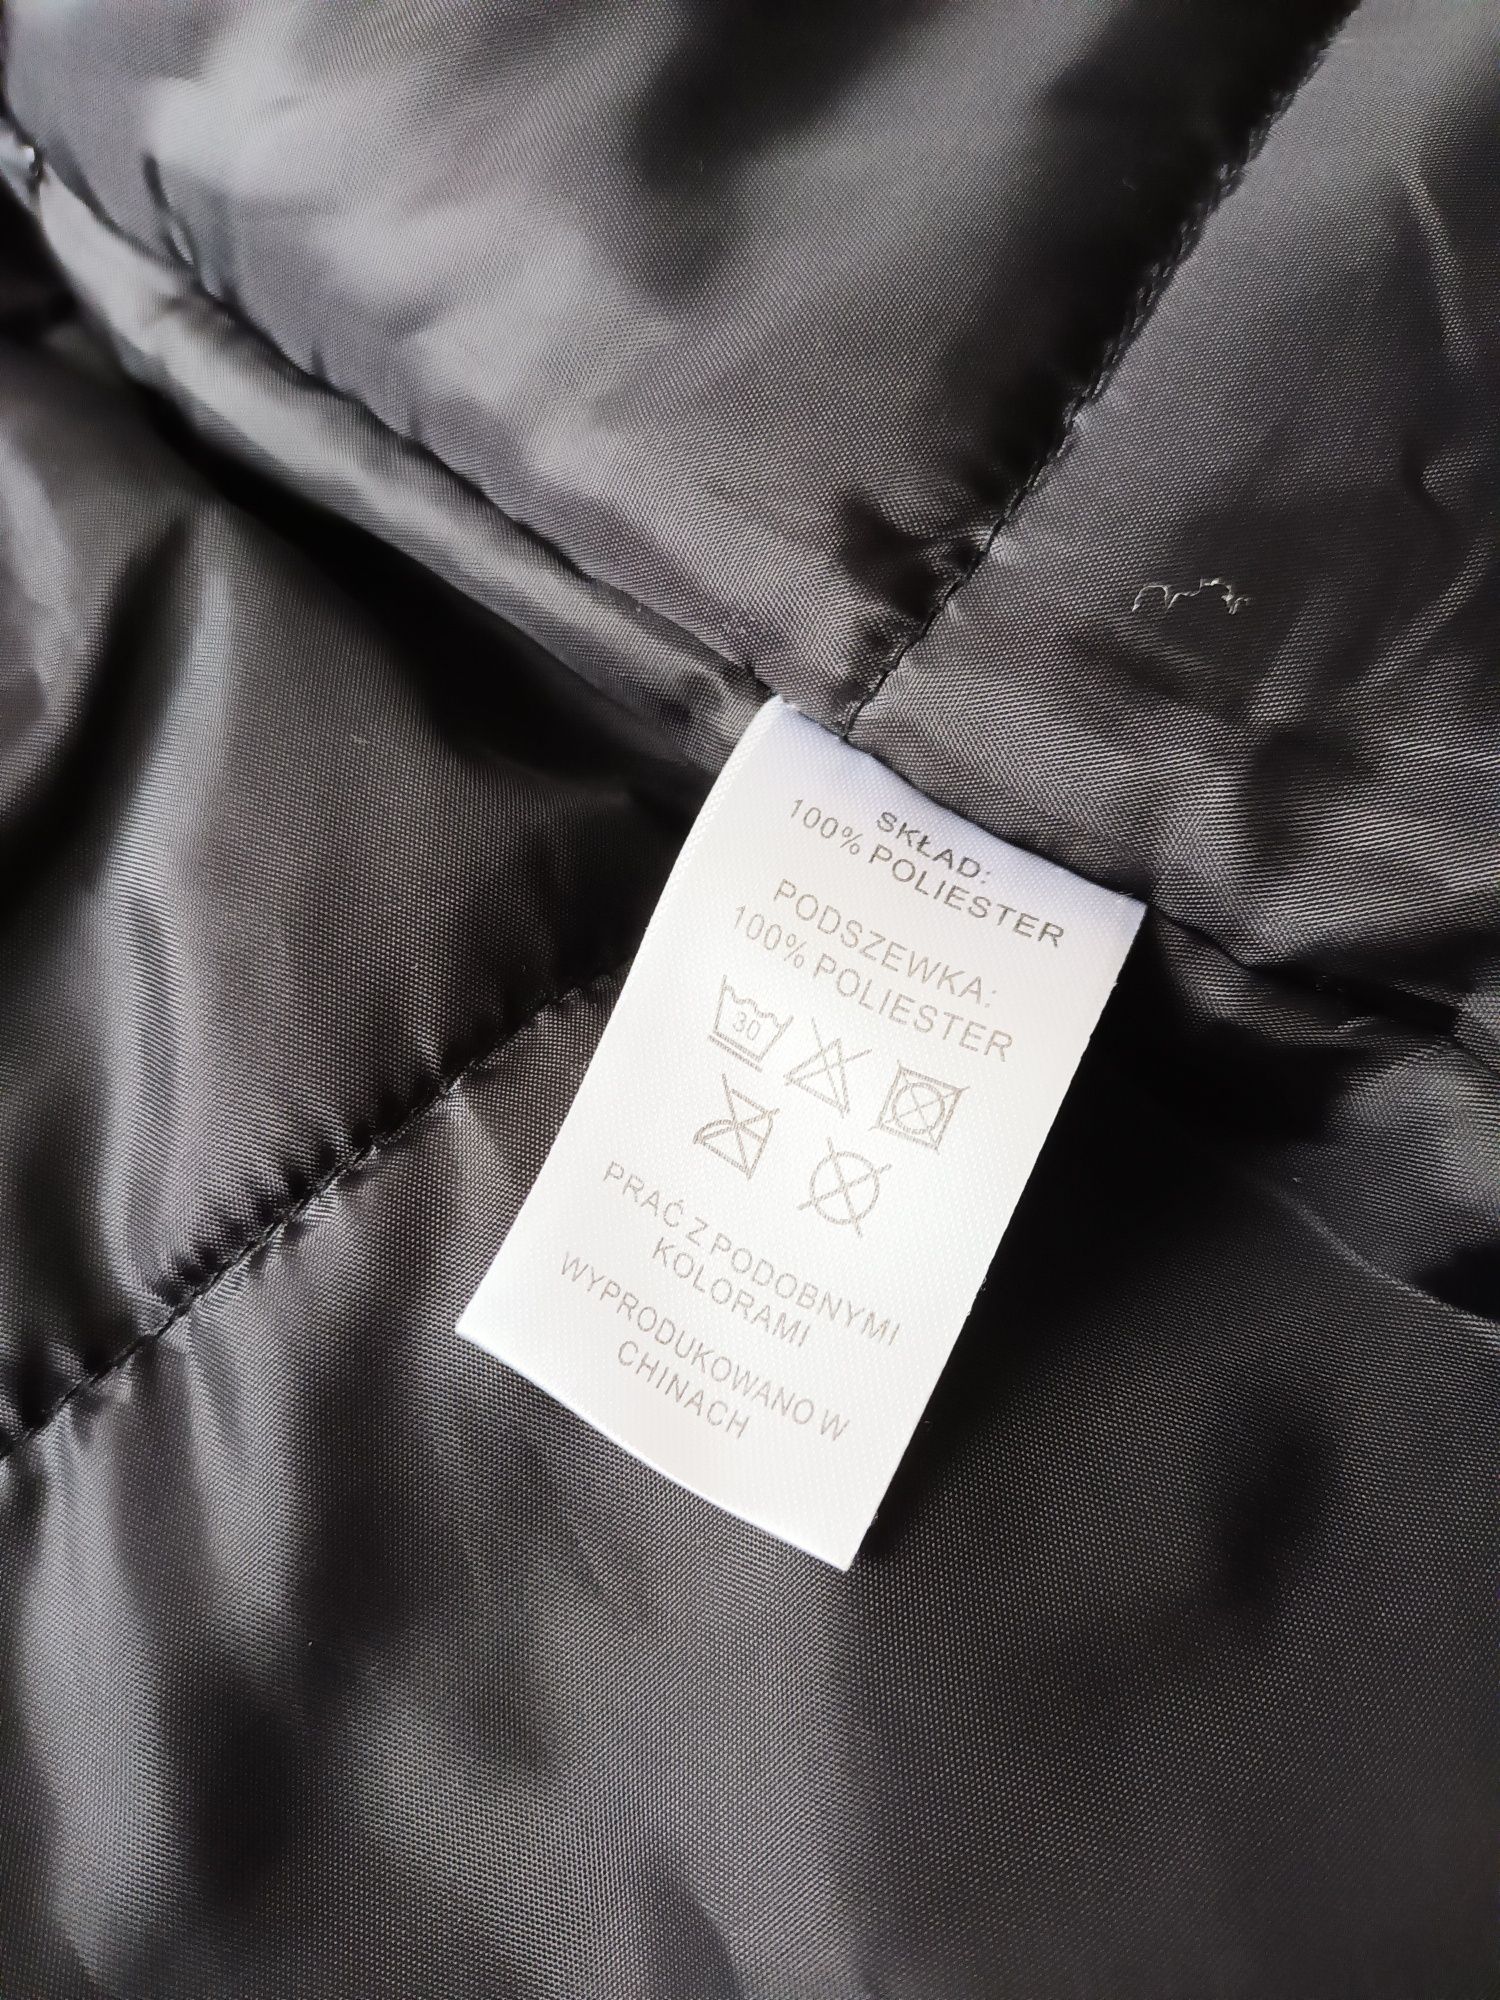 SKŁAD:
100% POLIESTER
PODSZEWKA:
100% POLIESTER
30
PRAĆ Z PODOBNYMI
KOLORAMI
WYPRODUKOWANO W
CHINACH